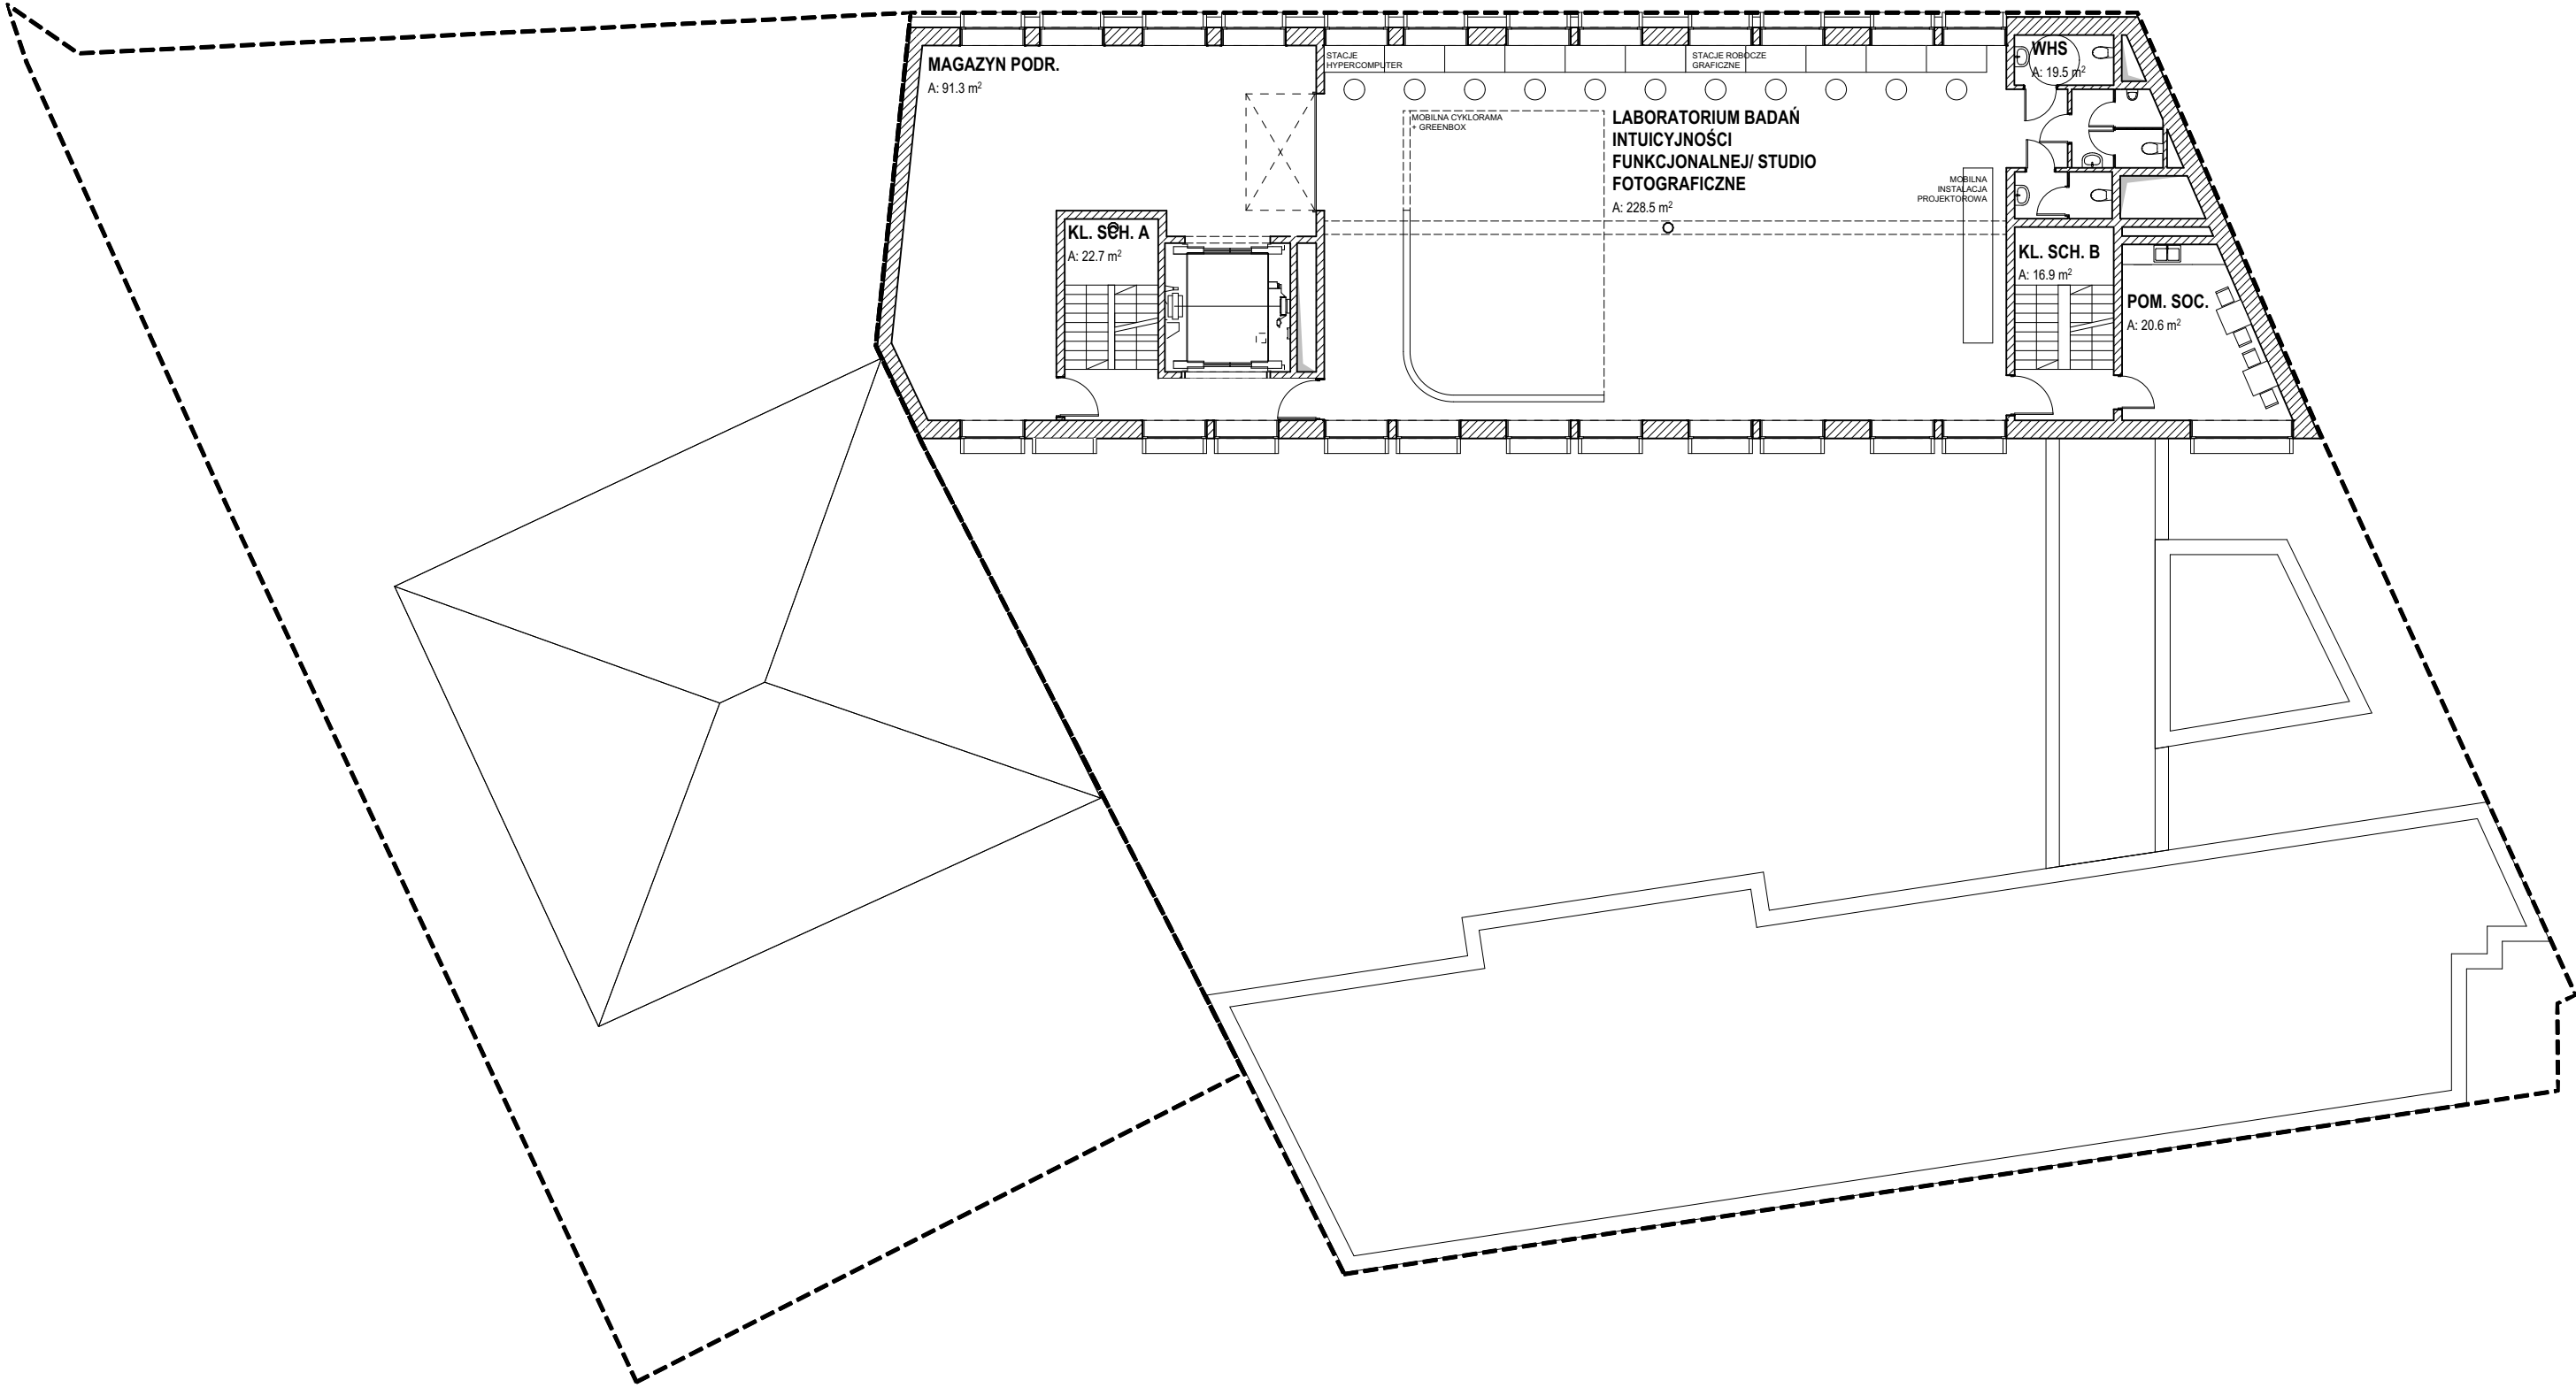 MAGAZYN PODR.
A: 91.3 m²
STACJE
HYPERCOMPUTER
STACJE ROBOCZE
GRAFICZNE
WHS
A: 19.5 m²
MOBILNA CYKLORAMA
+ GREENBOX
LABORATORIUM BADAŃ
INTUICYJNOŚCI
FUNKCJONALNEJ/ STUDIO
FOTOGRAFICZNE
A: 228.5 m²
MOBILNA
INSTALACJA
PROJEKTOROWA
X
KL. SCH. A
A: 22.7 m²
KL. SCH. B
A: 16.9 m²
POM. SOC.
A: 20.6 m²